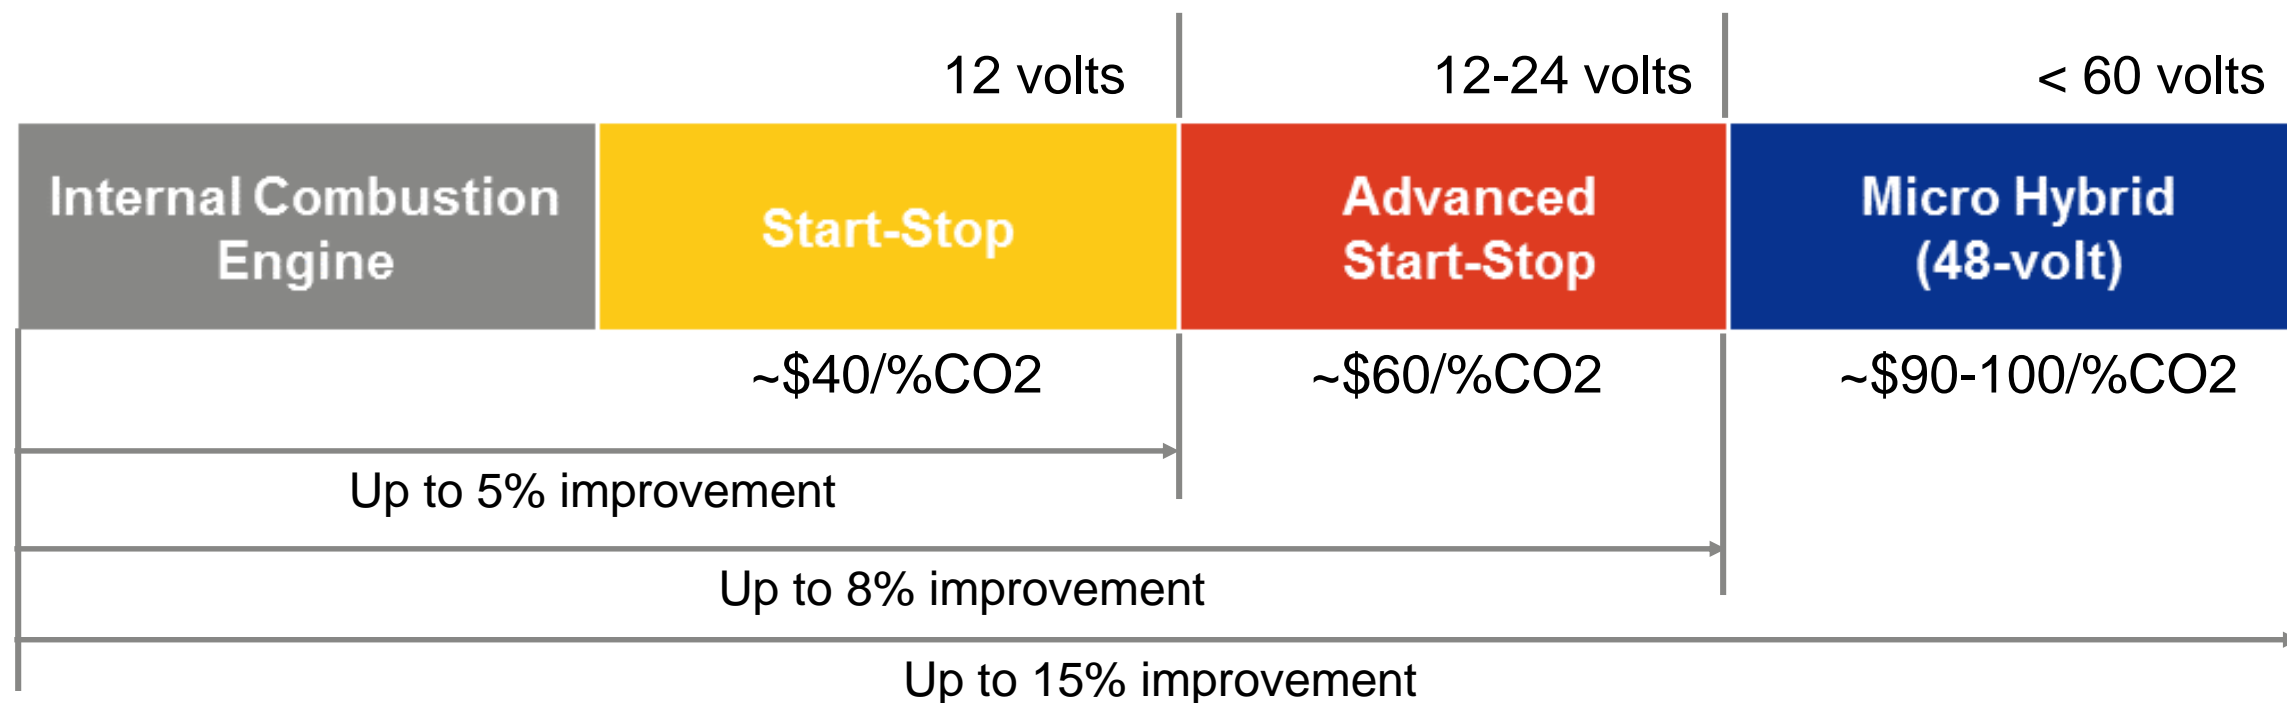 12 volts
12-24 volts
< 60 volts
Internal Combustion
Engine
Start-Stop
Advanced
Start-Stop
Micro Hybrid
(48-volt)
~$40/%CO2
~$60/%CO2
~$90-100/%CO2
Up to 5% improvement
Up to 8% improvement
Up to 15% improvement